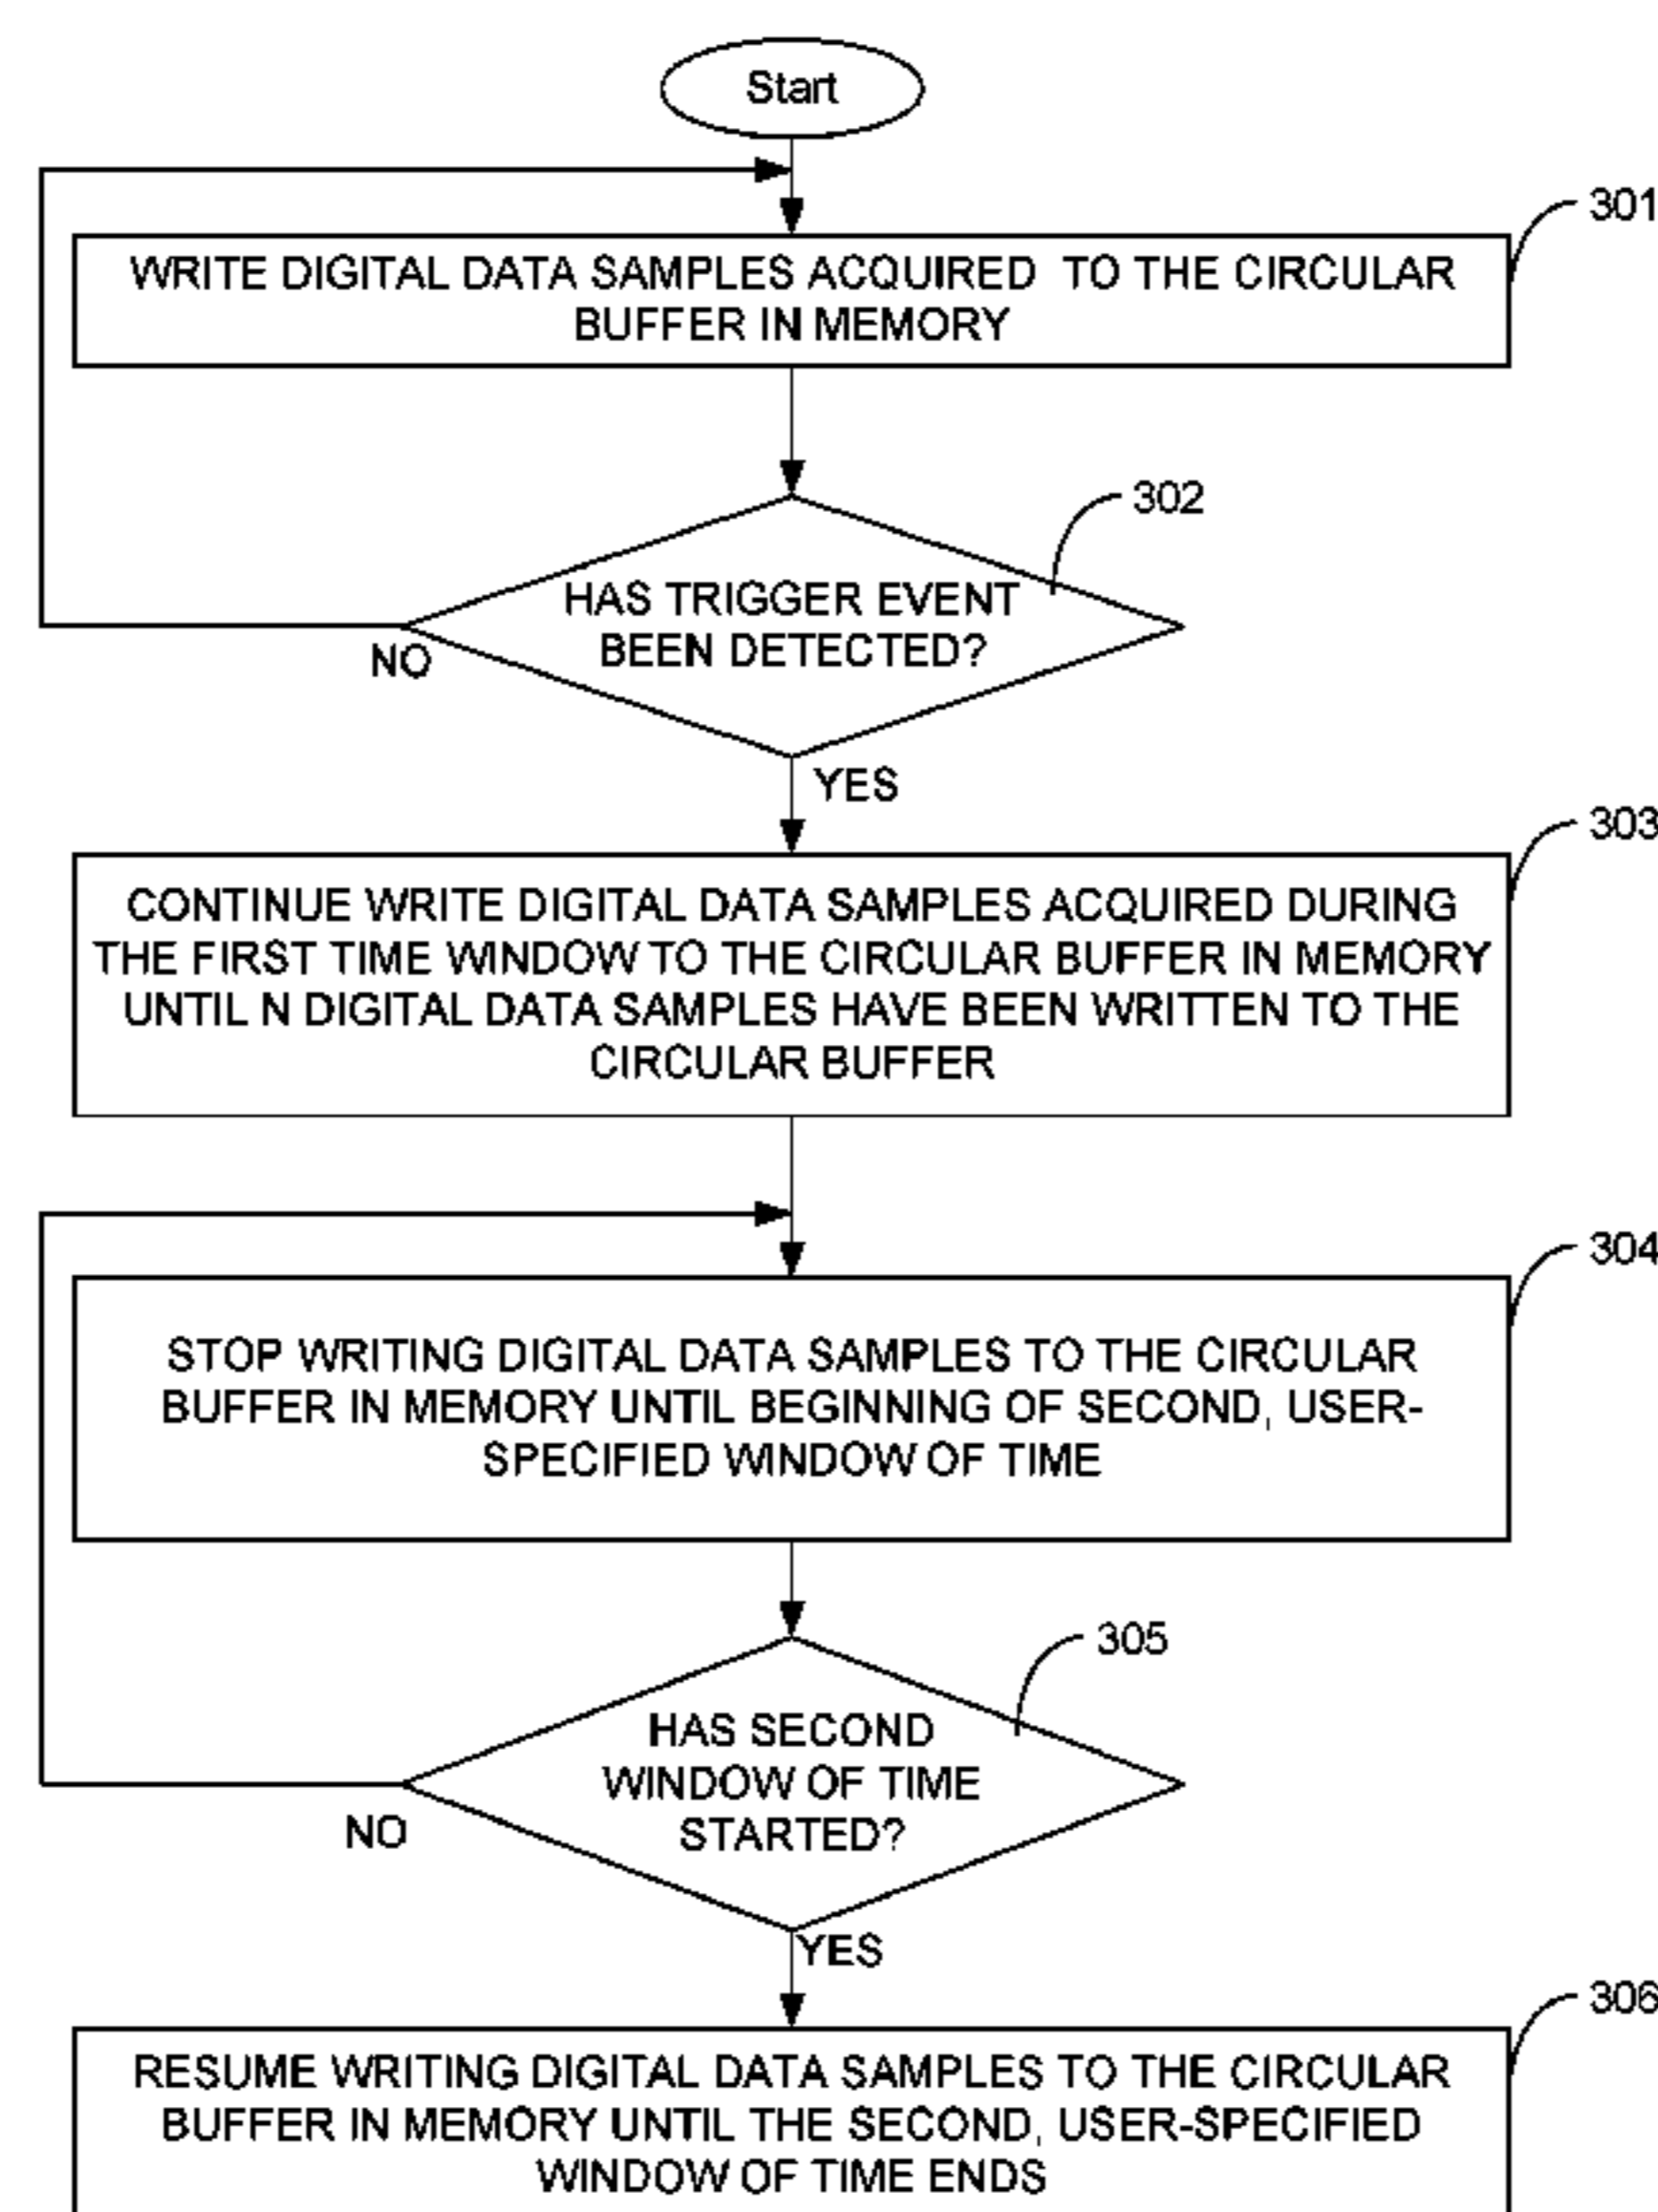 Start
301
WRITE DIGITAL DATA SAMPLES ACQUIRED TO THE CIRCULAR
BUFFER IN MEMORY
302
HAS TRIGGER EVENT
BEEN DETECTED?
NO
YES
303
CONTINUE WRITE DIGITAL DATA SAMPLES ACQUIRED DURING
THE FIRST TIME WINDOW TO THE CIRCULAR BUFFER IN MEMORY
UNTIL N DIGITAL DATA SAMPLES HAVE BEEN WRITTEN TO THE
CIRCULAR BUFFER
304
STOP WRITING DIGITAL DATA SAMPLES TO THE CIRCULAR
BUFFER IN MEMORY UNTIL BEGINNING OF SECOND, USER-
SPECIFIED WINDOW OF TIME
305
HAS SECOND
WINDOW OF TIME
STARTED?
NO
YES
306
RESUME WRITING DIGITAL DATA SAMPLES TO THE CIRCULAR
BUFFER IN MEMORY UNTIL THE SECOND, USER-SPECIFIED
WINDOW OF TIME ENDS